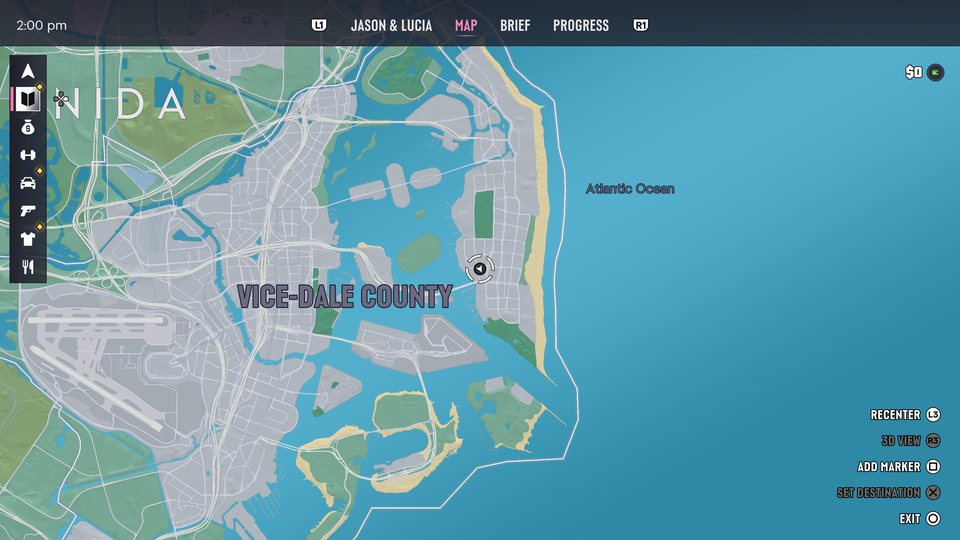 2:00 pm
L1 JASON & LUCIA MAP BRIEF PROGRESS R1
$0
NIDA
Atlantic Ocean
VICE-DALE COUNTY
RECENTER L3
3D VIEW R3
ADD MARKER
SET DESTINATION
EXIT